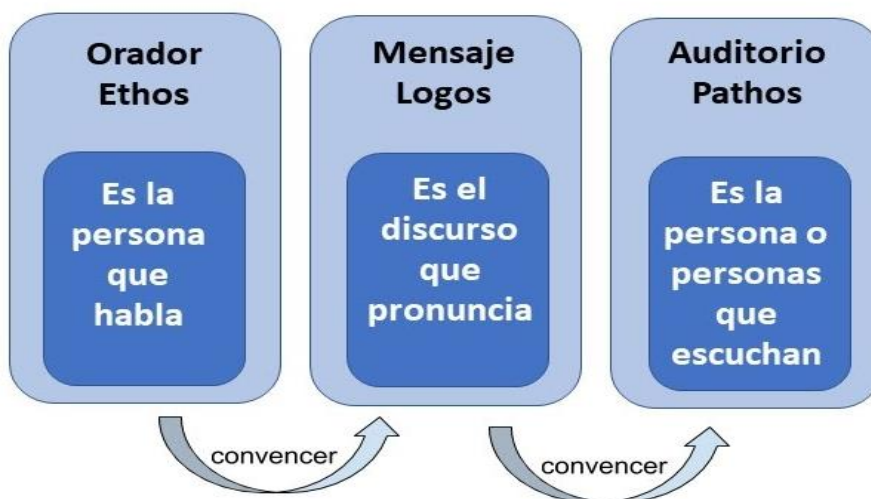 Orador
Ethos
Es la
persona
que
habla
Mensaje
Logos
Es el
discurso
que
pronuncia
Auditorio
Pathos
Es la
persona o
personas
que
escuchan
convencer
convencer